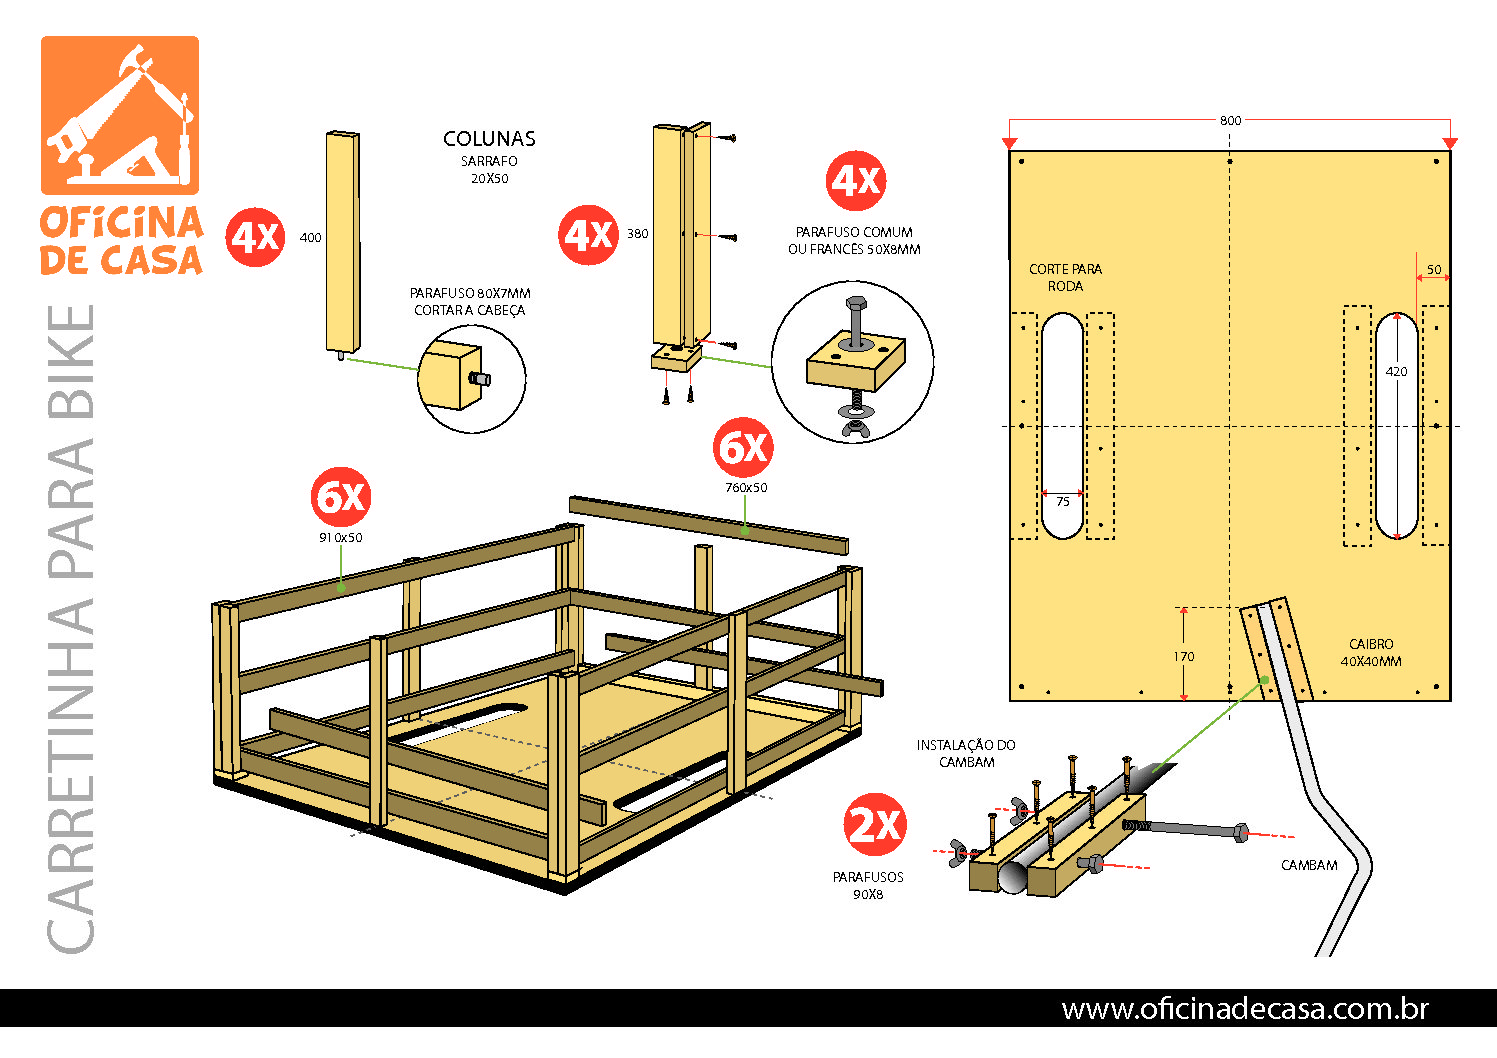 OFICINA
DE CASA
CARRETINHA PARA BIKE
COLUNAS
SARRAFO
20X50
4X
400
PARAFUSO 80X7MM
CORTAR A CABEÇA
4X
380
4X
PARAFUSO COMUM
OU FRANCÊS 50X8MM
6X
910x50
6X
760x50
800
CORTE PARA
RODA
50
420
75
170
CAIBRO
40X40MM
INSTALAÇÃO DO
CAMBAM
2X
PARAFUSOS
90X8
CAMBAM
www.oficinadecasa.com.br